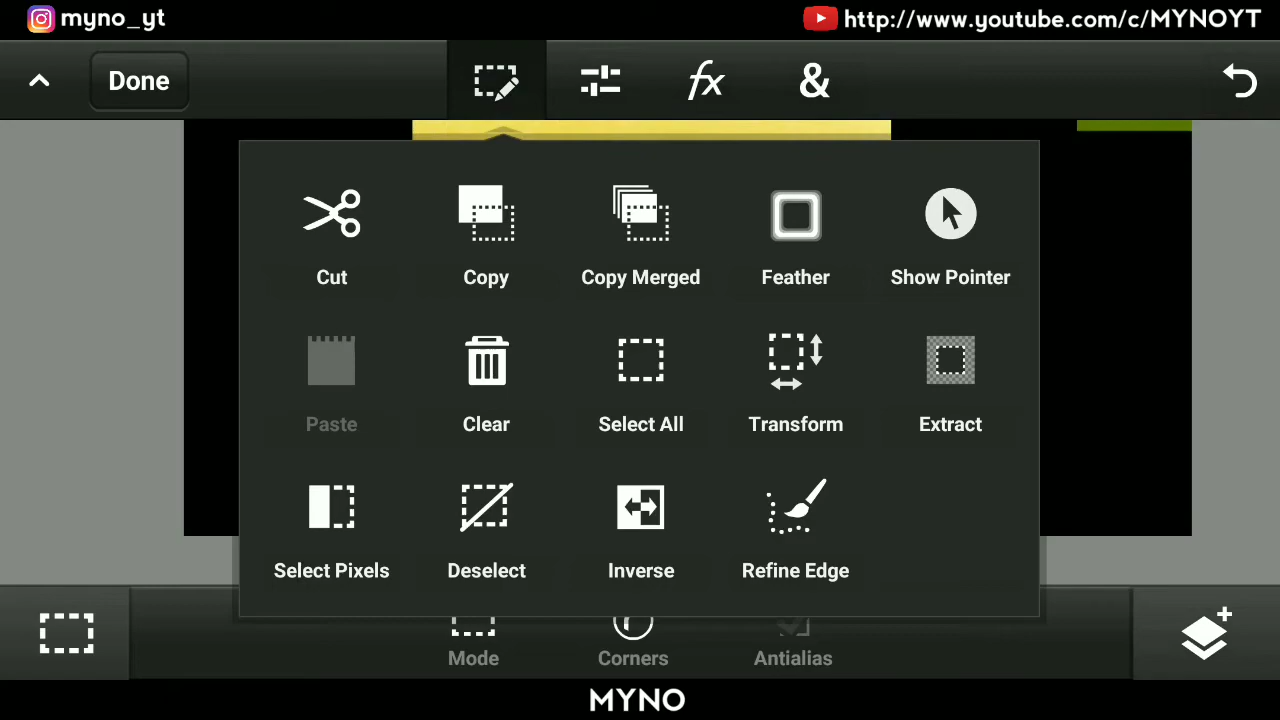 myno_yt
http://www.youtube.com/c/MYNOYT
Done
fx
&
Cut
Copy
Copy Merged
Feather
Show Pointer
Paste
Clear
Select All
Transform
Extract
Select Pixels
Deselect
Inverse
Refine Edge
Mode
Corners
Antialias
MYNO